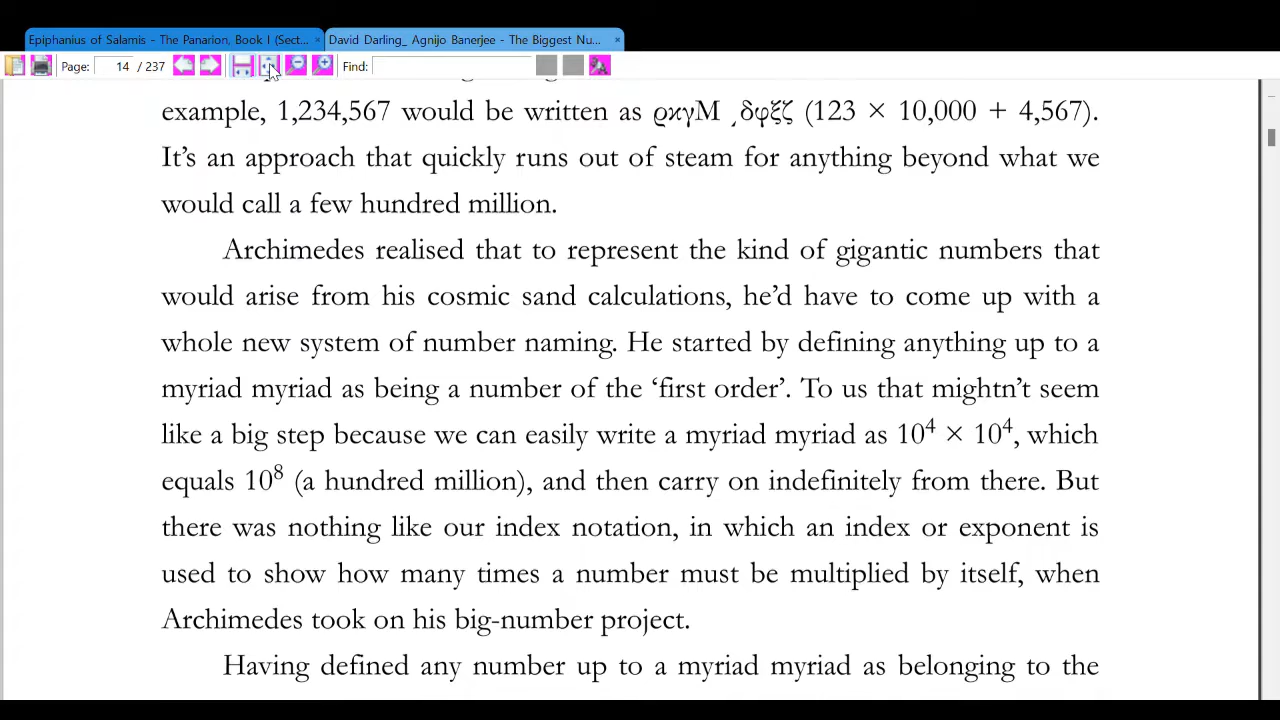 Epiphanius of Salamis - The Panarion, Book I (Sect...
David Darling_ Agnijo Banerjee - The Biggest Nu...
Page: 14 / 237 Find:
example, 1,234,567 would be written as ϱϰγM ͵δφξζ (123 × 10,000 + 4,567).
It’s an approach that quickly runs out of steam for anything beyond what we
would call a few hundred million.
Archimedes realised that to represent the kind of gigantic numbers that
would arise from his cosmic sand calculations, he’d have to come up with a
whole new system of number naming. He started by defining anything up to a
myriad myriad as being a number of the ‘first order’. To us that mightn’t seem
like a big step because we can easily write a myriad myriad as 10⁴ × 10⁴, which
equals 10⁸ (a hundred million), and then carry on indefinitely from there. But
there was nothing like our index notation, in which an index or exponent is
used to show how many times a number must be multiplied by itself, when
Archimedes took on his big-number project.
Having defined any number up to a myriad myriad as belonging to the